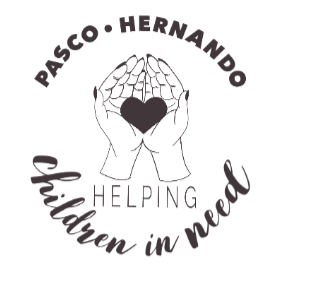 PASCO • HERNANDO
HELPING
children in need